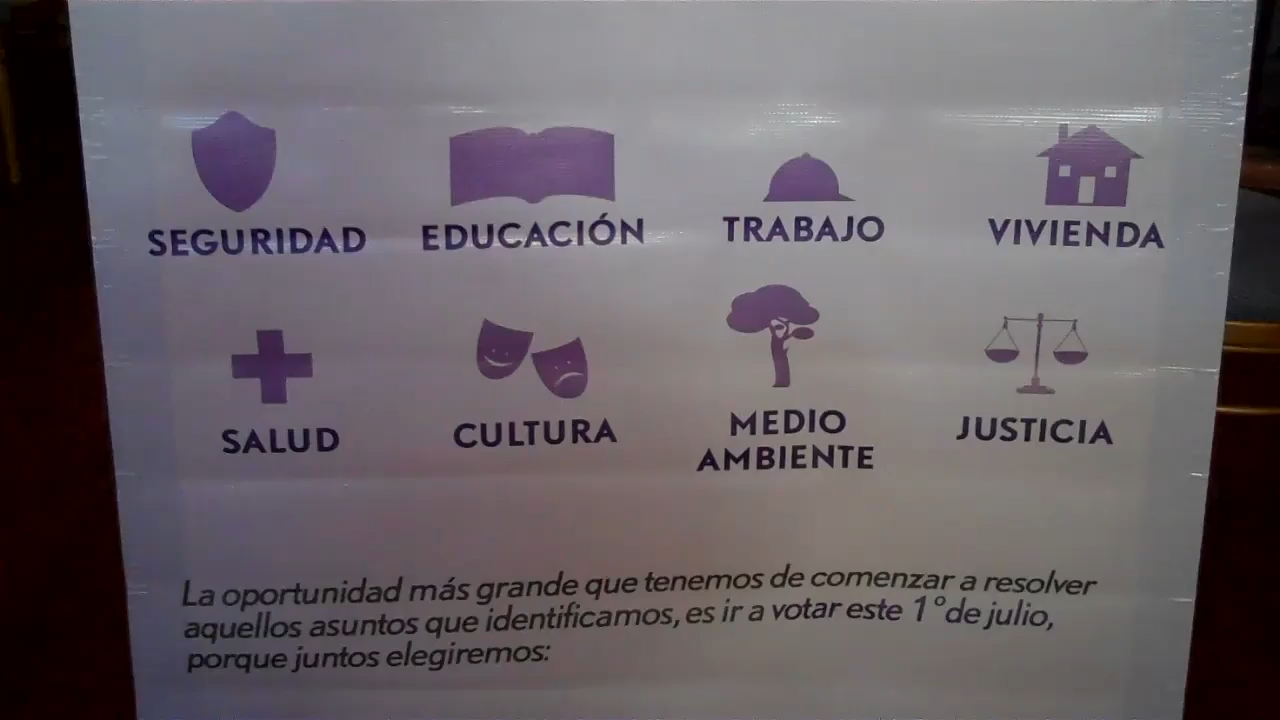 SEGURIDAD EDUCACIÓN TRABAJO VIVIENDA
SALUD CULTURA MEDIO AMBIENTE JUSTICIA
La oportunidad más grande que tenemos de comenzar a resolver
aquellos asuntos que identificamos, es ir a votar este 1° de julio,
porque juntos elegiremos: